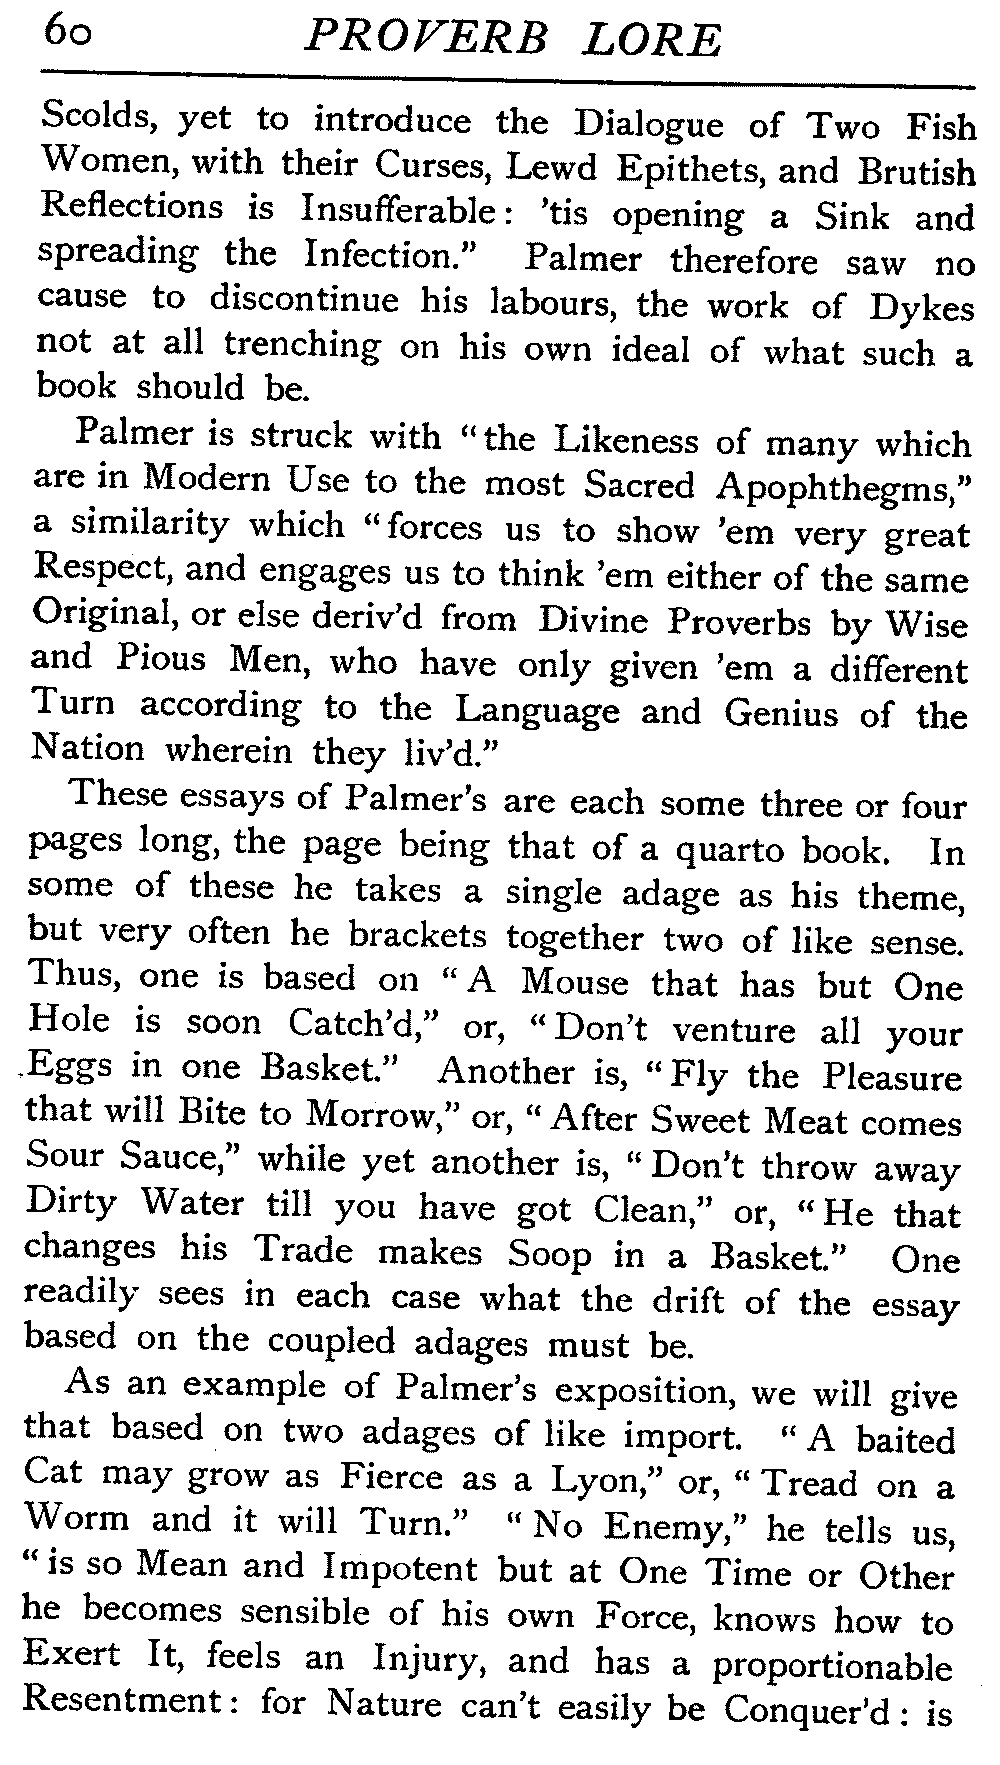 60 PROVERB LORE
Scolds, yet to introduce the Dialogue of Two Fish
Women, with their Curses, Lewd Epithets, and Brutish
Reflections is Insufferable: ’tis opening a Sink and
spreading the Infection.” Palmer therefore saw no
cause to discontinue his labours, the work of Dykes
not at all trenching on his own ideal of what such a
book should be.
Palmer is struck with “the Likeness of many which
are in Modern Use to the most Sacred Apophthegms,”
a similarity which “forces us to show ’em very great
Respect, and engages us to think ’em either of the same
Original, or else deriv’d from Divine Proverbs by Wise
and Pious Men, who have only given ’em a different
Turn according to the Language and Genius of the
Nation wherein they liv’d.”
These essays of Palmer’s are each some three or four
pages long, the page being that of a quarto book. In
some of these he takes a single adage as his theme,
but very often he brackets together two of like sense.
Thus, one is based on “A Mouse that has but One
Hole is soon Catch’d,” or, “Don’t venture all your
Eggs in one Basket.” Another is, “Fly the Pleasure
that will Bite to Morrow,” or, “After Sweet Meat comes
Sour Sauce,” while yet another is, “Don’t throw away
Dirty Water till you have got Clean,” or, “He that
changes his Trade makes Soop in a Basket.” One
readily sees in each case what the drift of the essay
based on the coupled adages must be.
As an example of Palmer’s exposition, we will give
that based on two adages of like import. “A baited
Cat may grow as Fierce as a Lyon,” or, “Tread on a
Worm and it will Turn.” “No Enemy,” he tells us,
“is so Mean and Impotent but at One Time or Other
he becomes sensible of his own Force, knows how to
Exert It, feels an Injury, and has a proportionable
Resentment: for Nature can’t easily be Conquer’d: is